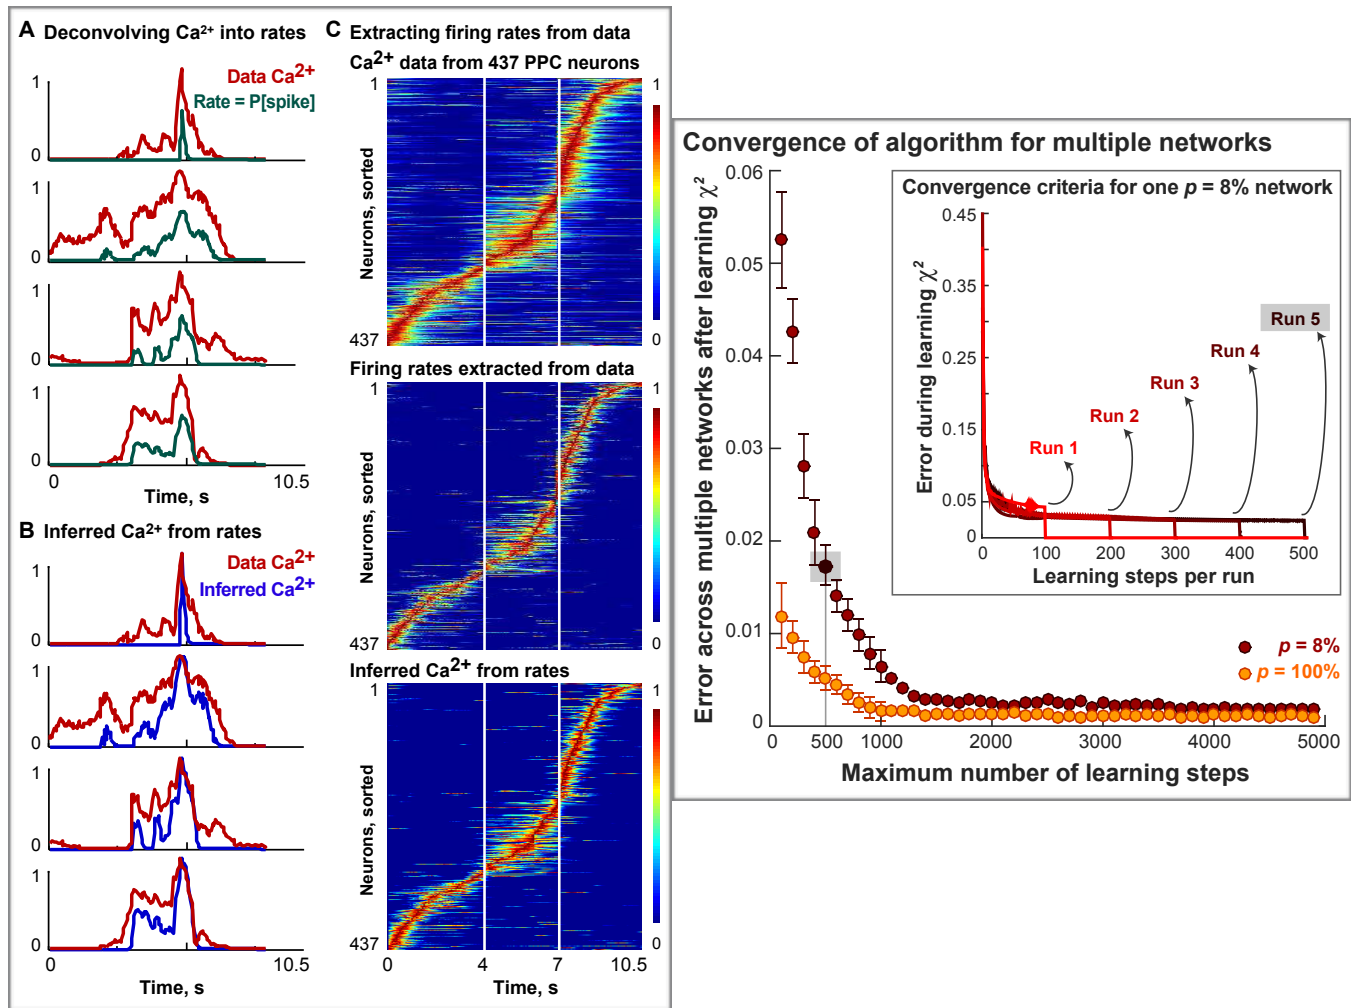 A Deconvolving Ca2+ into rates
1
Data Ca2+
Rate = P[spike]
0
1
0
1
0
1
0
0
10.5
Time, s
B Inferred Ca2+ from rates
Data Ca2+
1
Inferred Ca2+
0
1
0
1
0
1
0
0
10.5
Time, s
C Extracting firing rates from data
Ca2+ data from 437 PPC neurons
1
1
Neurons, sorted
437
0
Firing rates extracted from data
1
1
Neurons, sorted
437
0
Inferred Ca2+ from rates
1
1
Neurons, sorted
437
0
0 4 7 10.5
Time, s
Convergence of algorithm for multiple networks
Error across multiple networks after learning χ2
0.06
0.05
0.04
0.03
0.02
0.01
0
0 500 1000 2000 3000 4000 5000
Maximum number of learning steps
p = 8%
p = 100%
Convergence criteria for one p = 8% network
Error during learning χ2
0.45
0.35
0.25
0.15
0.05
0
Run 5
Run 4
Run 3
Run 2
Run 1
0 100 200 300 400 500
Learning steps per run